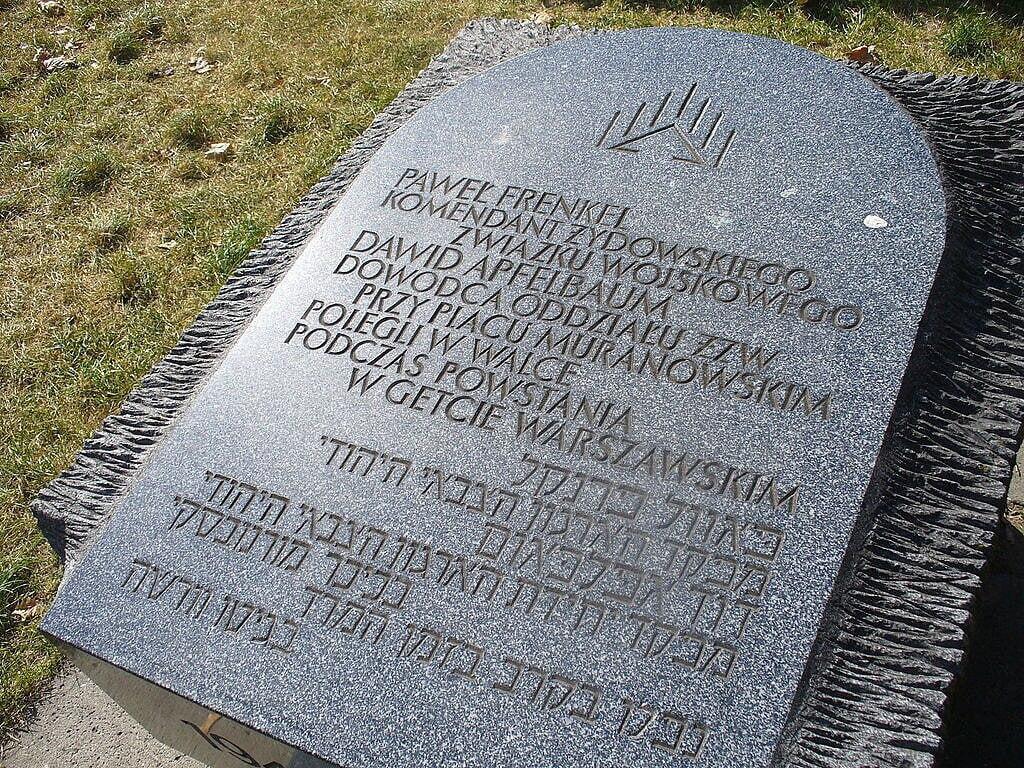 PAWEŁ FRENKEL
KOMENDANT ŻYDOWSKIEGO
ZWIĄZKU WOJSKOWEGO
DAWID APFELBAUM
DOWÓDCA ODDZIAŁU ŻZW
PRZY PLACU MURANOWSKIM
POLEGLI W WALCE
PODCZAS POWSTANIA
W GETCIE WARSZAWSKIM
פאוול פרנקל
מפקד הארגון הצבאי היהודי
דוד אפלבאום
מפקד יחידת הארגון הצבאי היהודי
בכיכר מורנובסקי
נפלו בקרב בזמן המרד
בגיטו וורשה